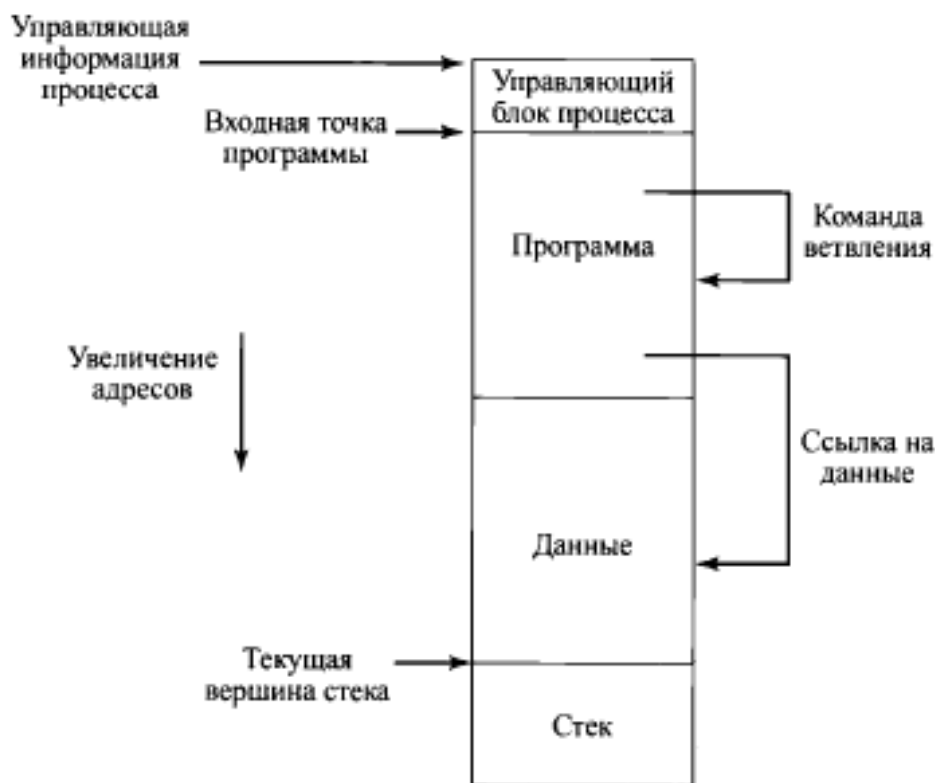 Управляющая
информация
процесса
Управляющий
блок процесса
Входная точка
программы
Программа
Команда
ветвления
Увеличение
адресов
Ссылка на
данные
Данные
Текущая
вершина стека
Стек